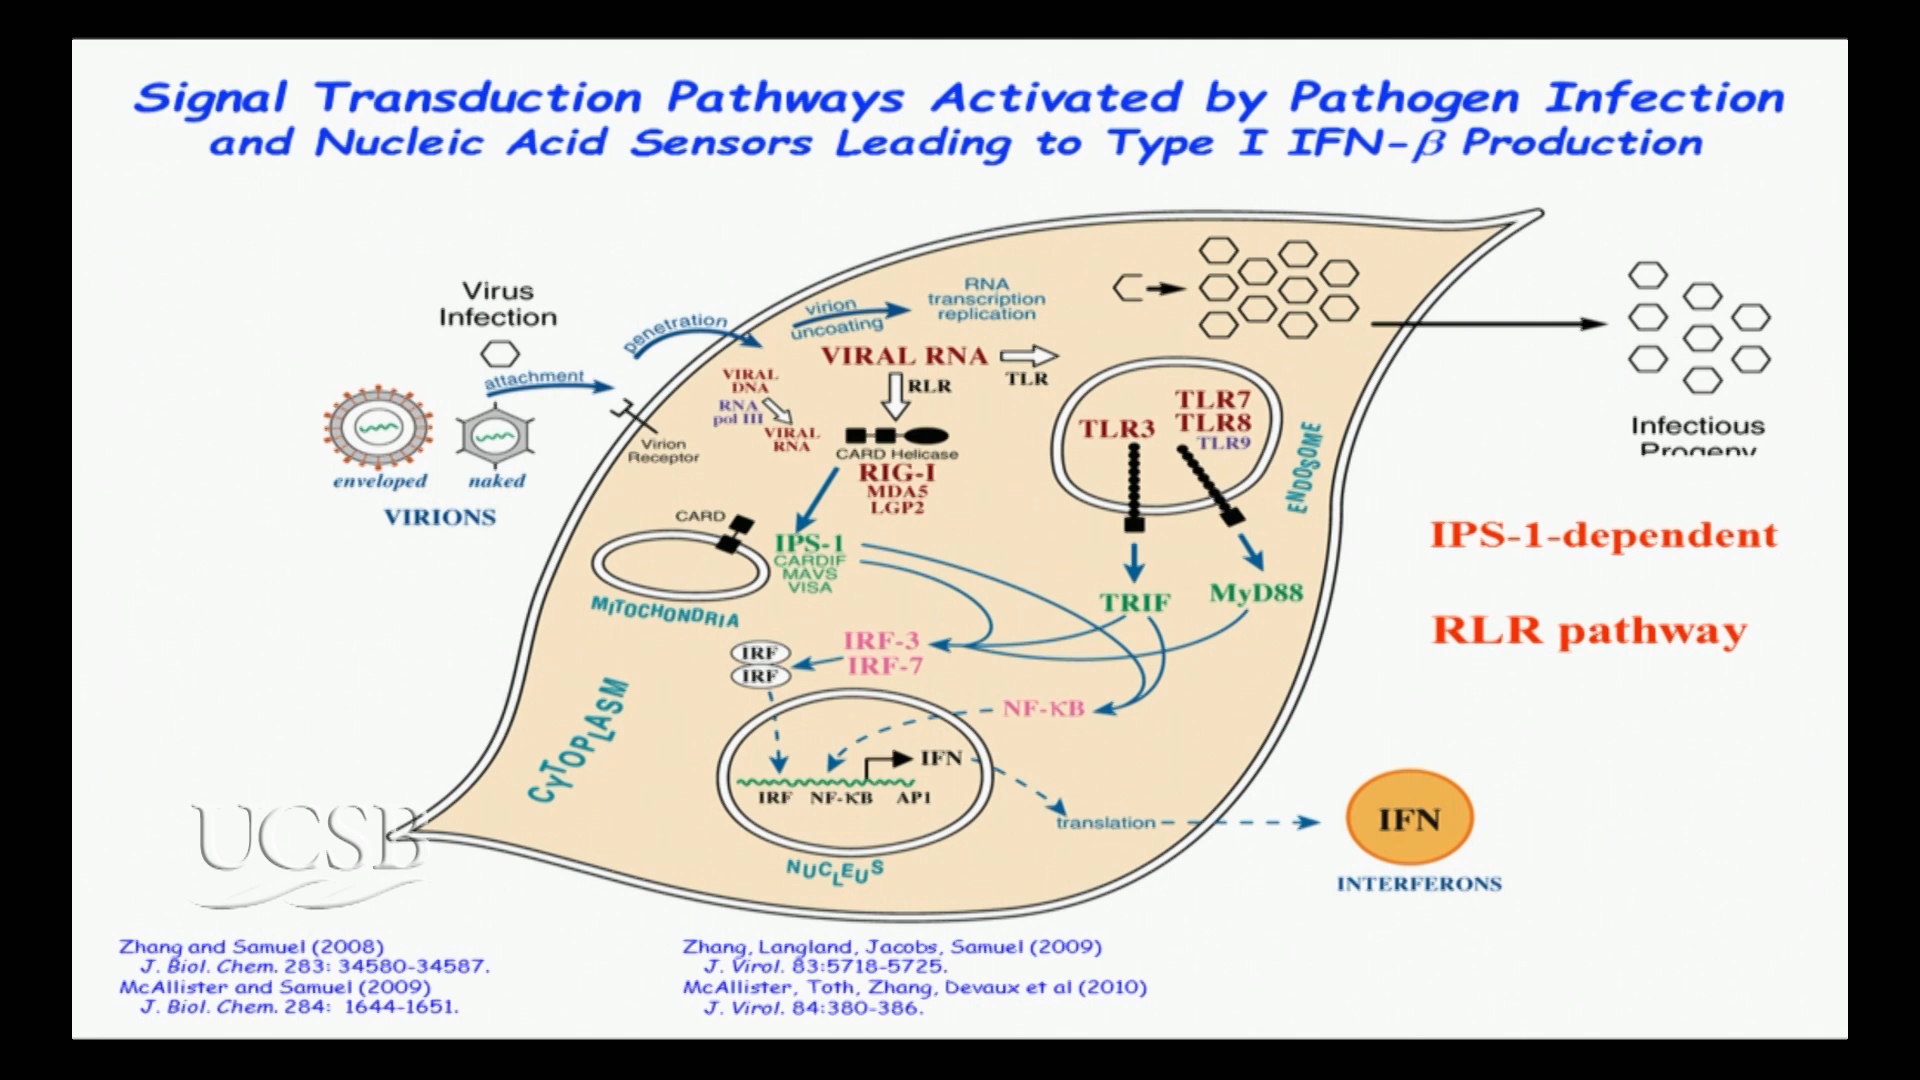 Signal Transduction Pathways Activated by Pathogen Infection
and Nucleic Acid Sensors Leading to Type I IFN-β Production
Virus
Infection
attachment
penetration
virion
uncoating
RNA
transcription
replication
VIRAL RNA
TLR
RLR
VIRAL
DNA
RNA
pol III
VIRAL
RNA
Virion
Receptor
enveloped
naked
VIRIONS
CARD Helicase
RIG-I
MDA5
LGP2
TLR3
TLR7
TLR8
TLR9
ENDOSOME
Infectious
Progeny
CARD
IPS-1
CARDIF
MAVS
VISA
MITOCHONDRIA
TRIF
MyD88
IPS-1-dependent
RLR pathway
IRF-3
IRF-7
IRF
IRF
NF-κB
CYTOPLASM
IFN
IRF NF-κB AP1
NUCLEUS
translation
IFN
INTERFERONS
UCSB
Zhang and Samuel (2008)
J. Biol. Chem. 283: 34580-34587.
McAllister and Samuel (2009)
J. Biol. Chem. 284: 1644-1651.
Zhang, Langland, Jacobs, Samuel (2009)
J. Virol. 83:5718-5725.
McAllister, Toth, Zhang, Devaux et al (2010)
J. Virol. 84:380-386.